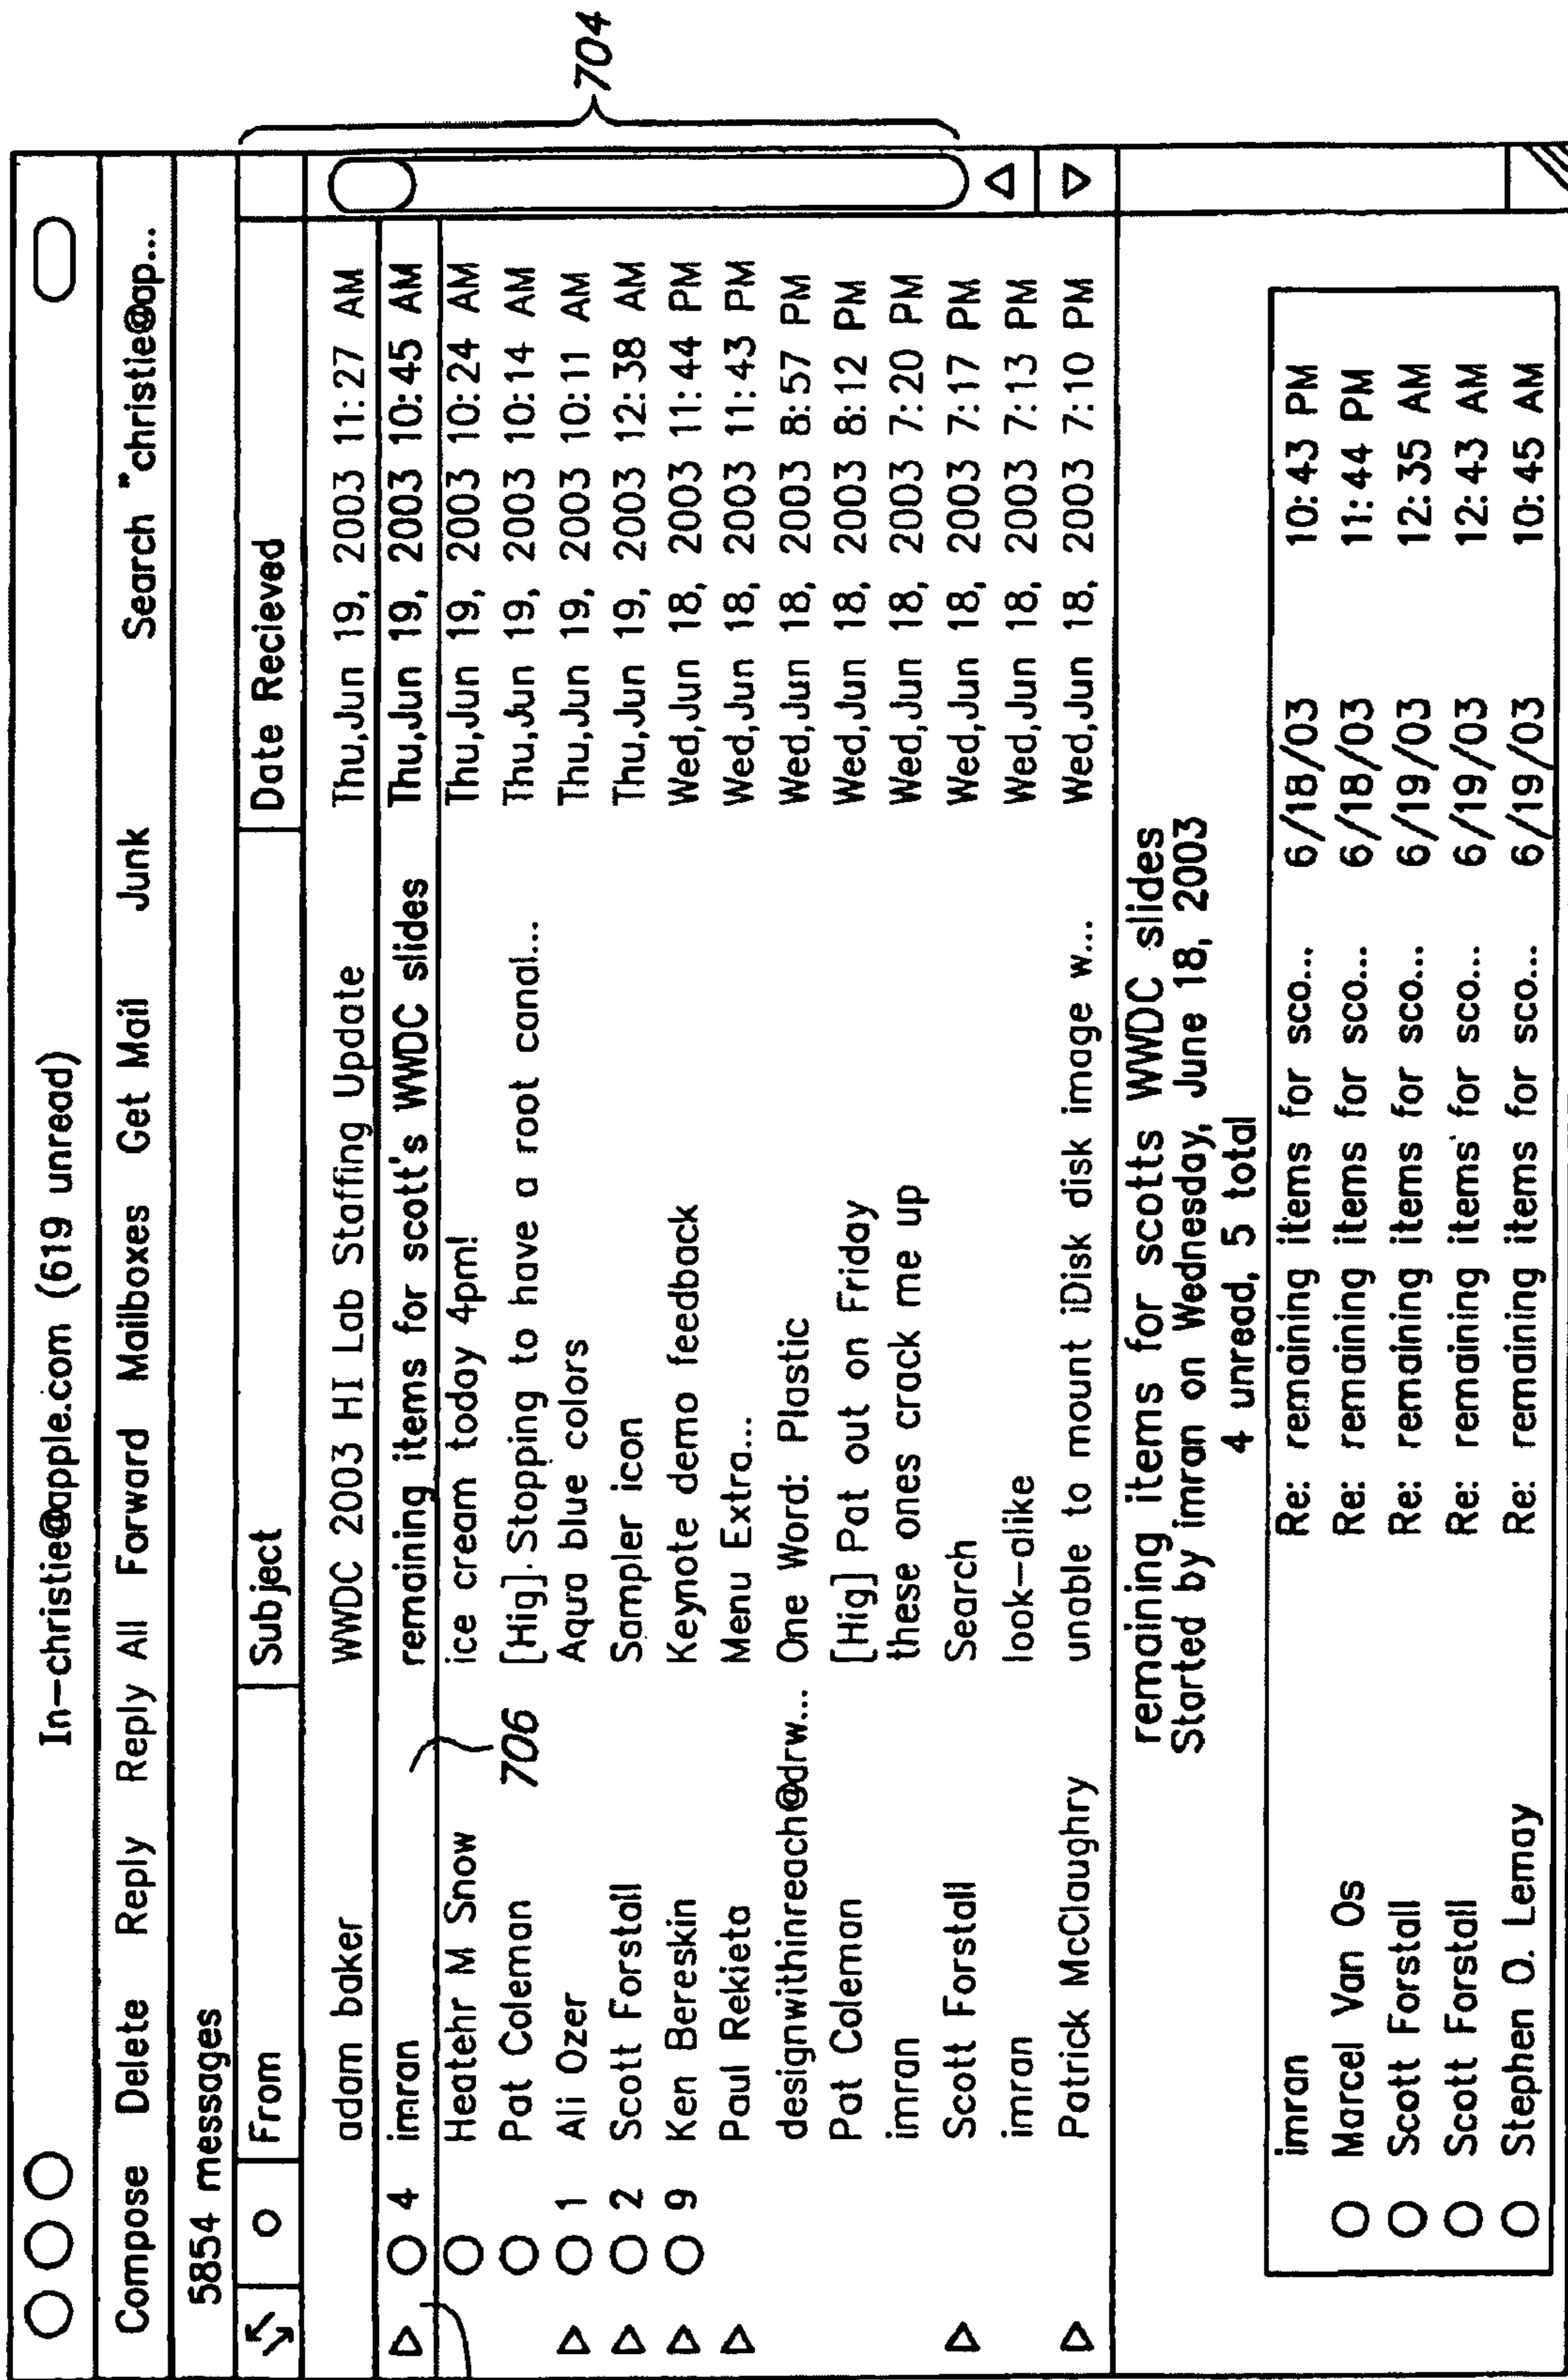 In-christie@apple.com (619 unread)
Compose Delete Reply Reply All Forward Mailboxes Get Mail Junk Search "christie@ap...
5854 messages
From Subject Date Recieved
adam baker WWDC 2003 HI Lab Staffing Update Thu,Jun 19, 2003 11:27 AM
4 imran remaining items for scott's WWDC slides Thu,Jun 19, 2003 10:45 AM
Heatehr M Snow ice cream today 4pm! Thu,Jun 19, 2003 10:24 AM
Pat Coleman [Hig] Stopping to have a root canal... Thu,Jun 19, 2003 10:14 AM
1 Ali Ozer Aqua blue colors Thu,Jun 19, 2003 10:11 AM
2 Scott Forstall Sampler icon Thu,Jun 19, 2003 12:38 AM
9 Ken Bereskin Keynote demo feedback Wed,Jun 18, 2003 11:44 PM
Paul Rekieta Menu Extra... Wed,Jun 18, 2003 11:43 PM
designwithinreach@drw... One Word: Plastic Wed,Jun 18, 2003 8:57 PM
Pat Coleman [Hig] Pat out on Friday Wed,Jun 18, 2003 8:12 PM
imran these ones crack me up Wed,Jun 18, 2003 7:20 PM
Scott Forstall Search Wed,Jun 18, 2003 7:17 PM
imran look-alike Wed,Jun 18, 2003 7:13 PM
Patrick McClaughry unable to mount iDisk disk image w... Wed,Jun 18, 2003 7:10 PM
704
706
remaining items for scotts WWDC slides
Started by imran on Wednesday, June 18, 2003
4 unread, 5 total
imran Re: remaining items for sco... 6/18/03 10:43 PM
Marcel Van Os Re: remaining items for sco... 6/18/03 11:44 PM
Scott Forstall Re: remaining items for sco... 6/19/03 12:35 AM
Scott Forstall Re: remaining items for sco... 6/19/03 12:43 AM
Stephen O. Lemay Re: remaining items for sco... 6/19/03 10:45 AM